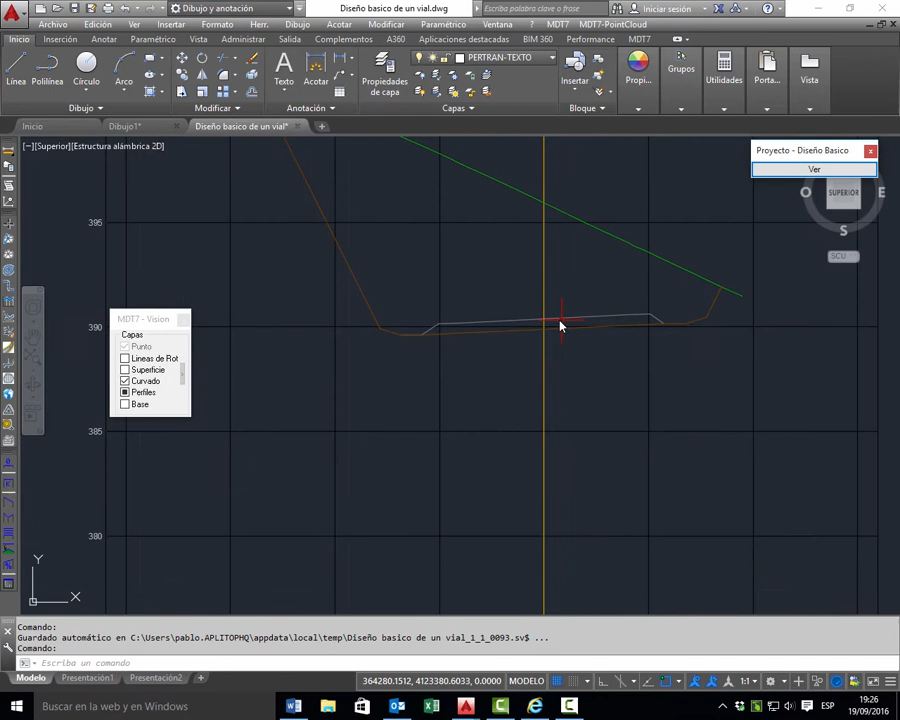 Diseño basico de un vial.dwg
Dibujo y anotación
Escriba palabra clave o frase
Iniciar sesión
Archivo Edición Ver Insertar Formato Herr. Dibujo Acotar Modificar Paramétrico Ventana ? MDT7 MDT7-PointCloud
Inicio Inserción Anotar Paramétrico Vista Administrar Salida Complementos A360 Aplicaciones destacadas BIM 360 Performance MDT7
PERTRAN-TEXTO
Línea Polilínea Círculo Arco Texto Acotar Propiedades de capa Insertar Propi... Grupos Utilidades Porta... Vista
Dibujo Modificar Anotación Capas Bloque
Inicio Dibujo1* Diseño basico de un vial*
[−][Superior][Estructura alámbrica 2D]
Proyecto - Diseño Basico
Ver
O SUPERIOR E
S
SCU
395
390
385
380
MDT7 - Vision
Capas
Punto
Lineas de Rot
Superficie
Curvado
Perfiles
Base
Y
X
Comando:
Guardado automático en C:\Users\pablo.APLITOPHQ\appdata\local\temp\Diseño basico de un vial_1_1_0093.sv$ ...
Comando:
Escriba un comando
Modelo Presentación1 Presentación2 +
364280.1512, 4123380.6033, 0.0000 MODELO 1:1
Buscar en la web y en Windows
ESP
19:26
19/09/2016